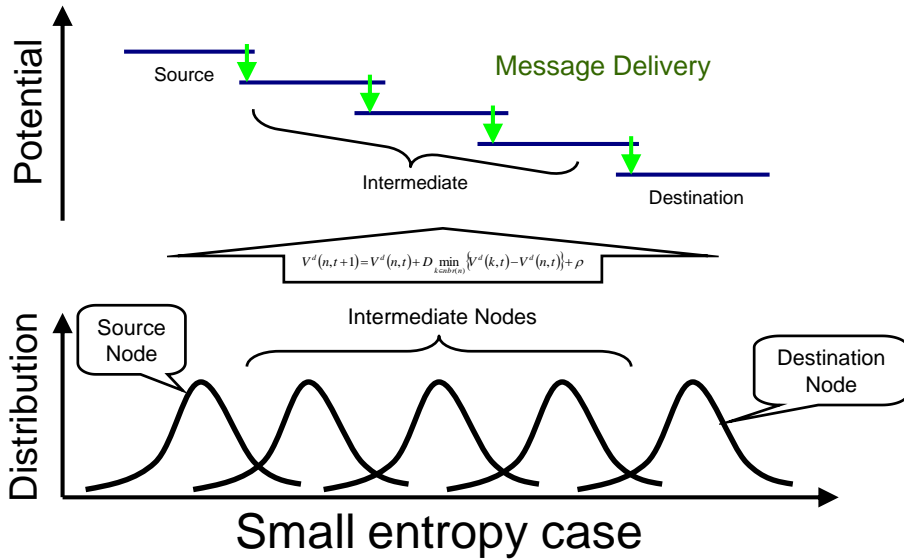 Potential
Message Delivery
Source
Intermediate
Destination
V^d(n,t+1)=V^d(n,t)+D min_{k∈nbr(n)}{V^d(k,t)−V^d(n,t)}+ρ
Distribution
Source
Node
Intermediate Nodes
Destination
Node
Small entropy case